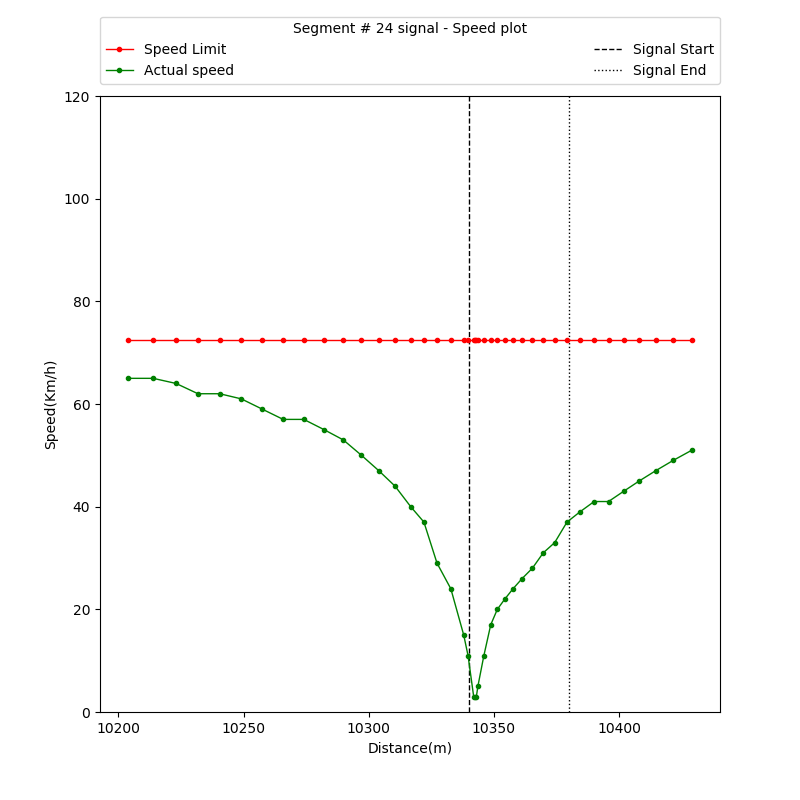 Segment # 24 signal - Speed plot
Speed Limit
Actual speed
Signal Start
Signal End
120
100
80
60
40
20
0
Speed(Km/h)
10200
10250
10300
10350
10400
Distance(m)